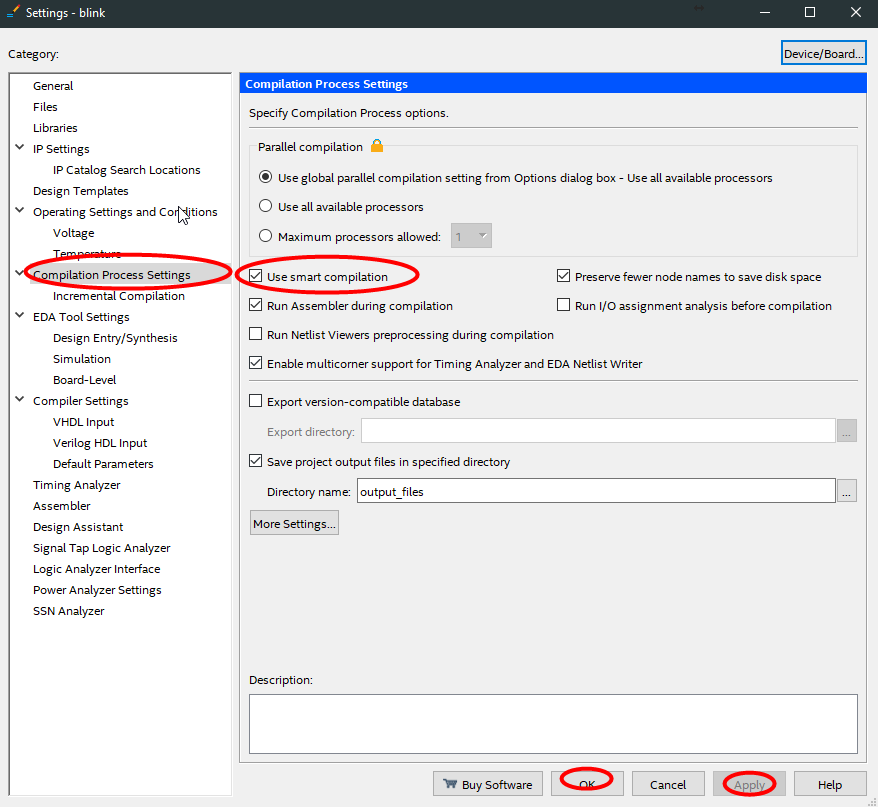 Settings - blink
Category:
Device/Board...
General
Files
Libraries
IP Settings
IP Catalog Search Locations
Design Templates
Operating Settings and Conditions
Voltage
Temperature
Compilation Process Settings
Incremental Compilation
EDA Tool Settings
Design Entry/Synthesis
Simulation
Board-Level
Compiler Settings
VHDL Input
Verilog HDL Input
Default Parameters
Timing Analyzer
Assembler
Design Assistant
Signal Tap Logic Analyzer
Logic Analyzer Interface
Power Analyzer Settings
SSN Analyzer
Compilation Process Settings
Specify Compilation Process options.
Parallel compilation
Use global parallel compilation setting from Options dialog box - Use all available processors
Use all available processors
Maximum processors allowed: 1
Use smart compilation
Preserve fewer node names to save disk space
Run Assembler during compilation
Run I/O assignment analysis before compilation
Run Netlist Viewers preprocessing during compilation
Enable multicorner support for Timing Analyzer and EDA Netlist Writer
Export version-compatible database
Export directory:
...
Save project output files in specified directory
Directory name: output_files
...
More Settings...
Description:
Buy Software
OK
Cancel
Apply
Help